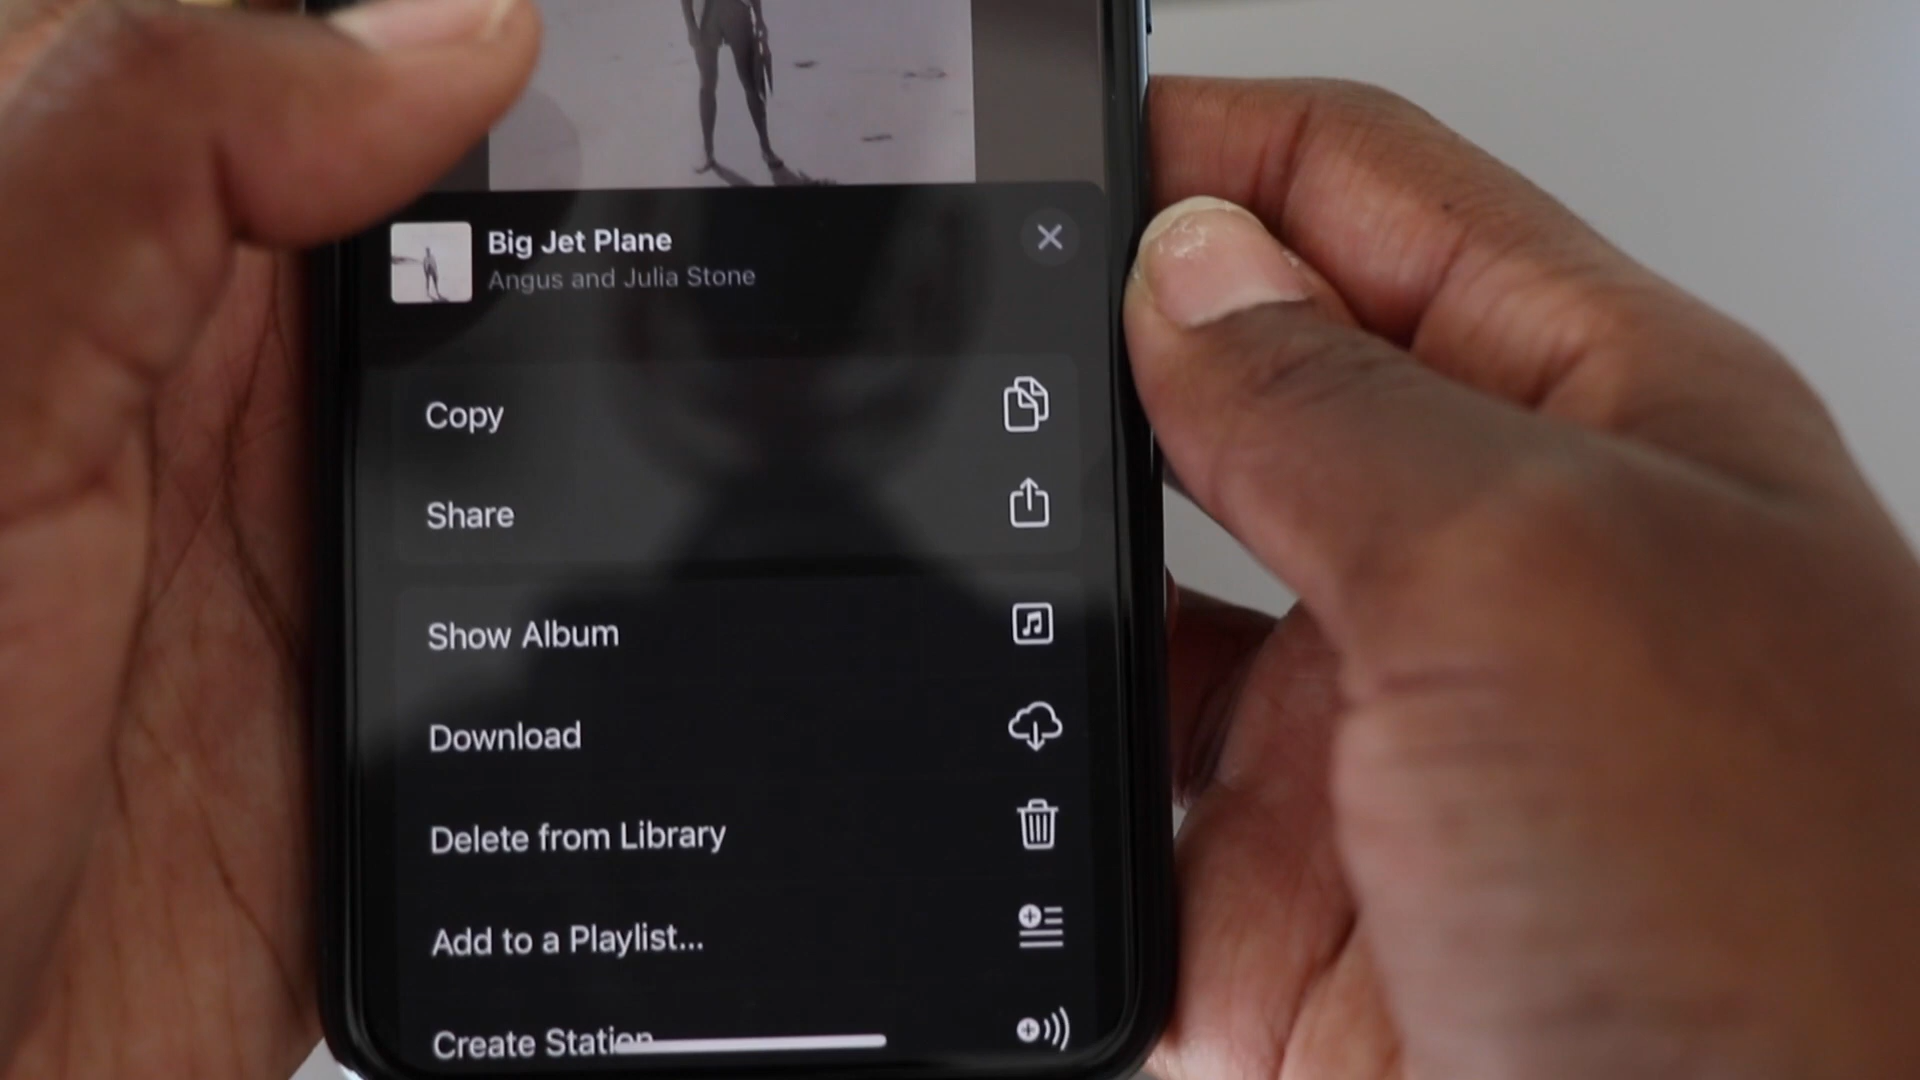 Big Jet Plane
Angus and Julia Stone
Copy
Share
Show Album
Download
Delete from Library
Add to a Playlist...
Create Station